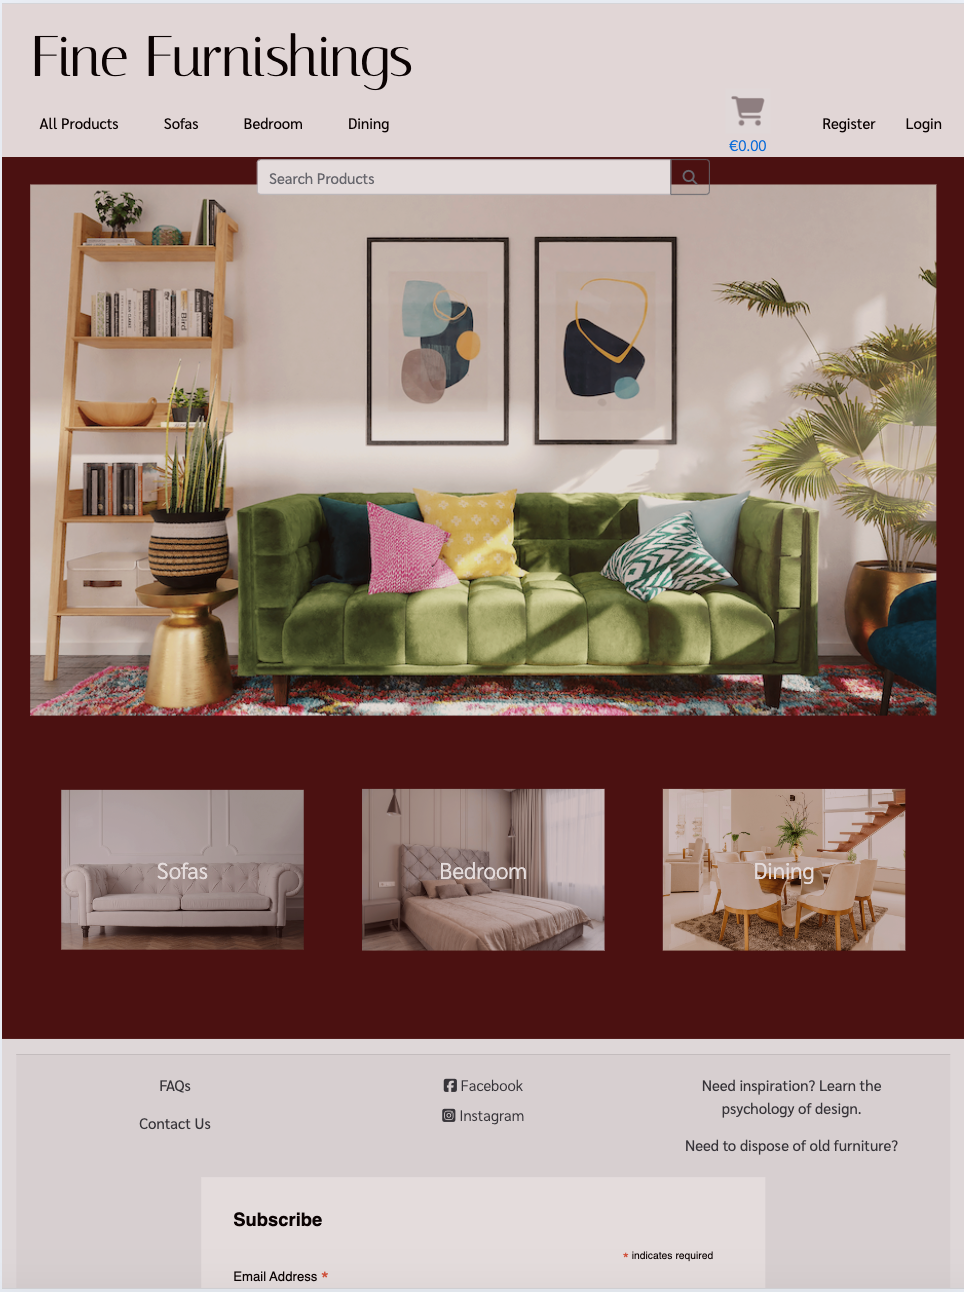 Fine Furnishings
All Products Sofas Bedroom Dining
€0.00
Register Login
Search Products
Sofas
Bedroom
Dining
FAQs
Contact Us
Facebook
Instagram
Need inspiration? Learn the
psychology of design.
Need to dispose of old furniture?
Subscribe
* indicates required
Email Address *